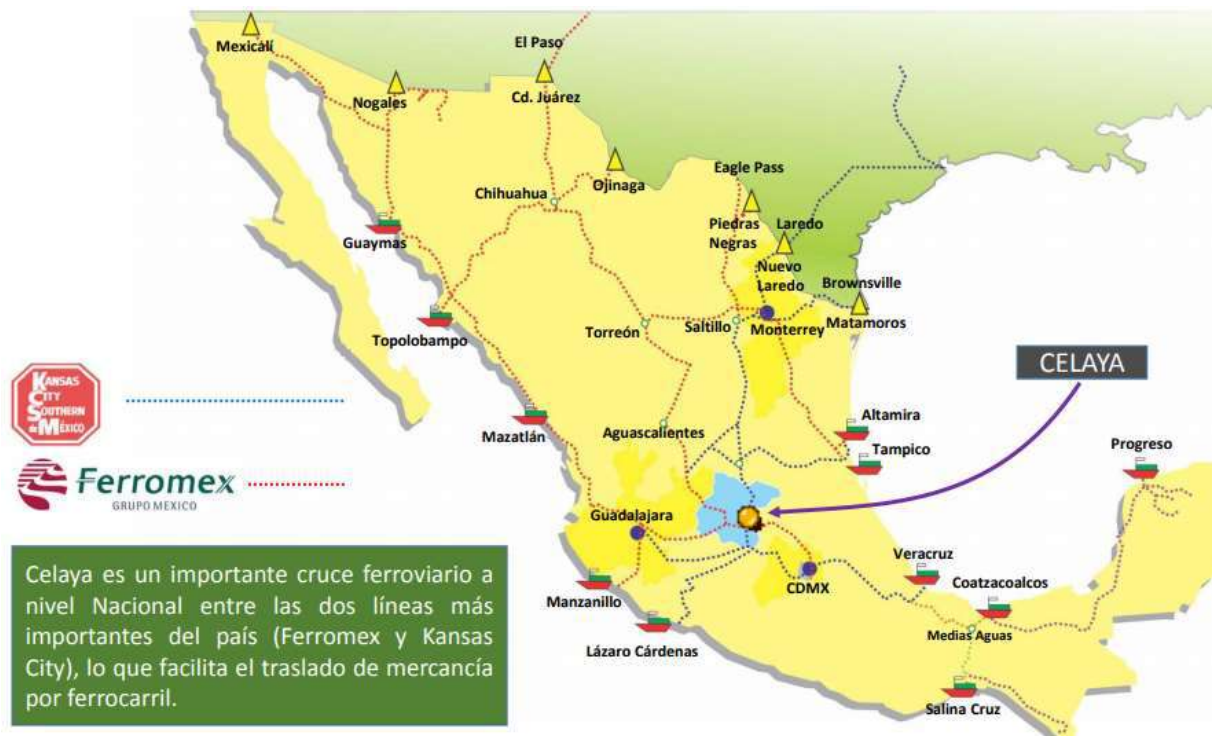 El Paso
Mexicali
Nogales
Cd. Juárez
Eagle Pass
Ojinaga
Chihuahua
Piedras
Negras
Laredo
Guaymas
Nuevo
Laredo
Brownsville
Topolobampo
Torreón
Saltillo
Monterrey
Matamoros
CELAYA
KANSAS
CITY
SOUTHERN
de MÉXICO
Mazatlán
Aguascalientes
Altamira
Tampico
Progreso
Ferromex
GRUPO MEXICO
Guadalajara
Veracruz
Manzanillo
CDMX
Coatzacoalcos
Medias Aguas
Lázaro Cárdenas
Salina Cruz
Celaya es un importante cruce ferroviario a
nivel Nacional entre las dos líneas más
importantes del país (Ferromex y Kansas
City), lo que facilita el traslado de mercancía
por ferrocarril.